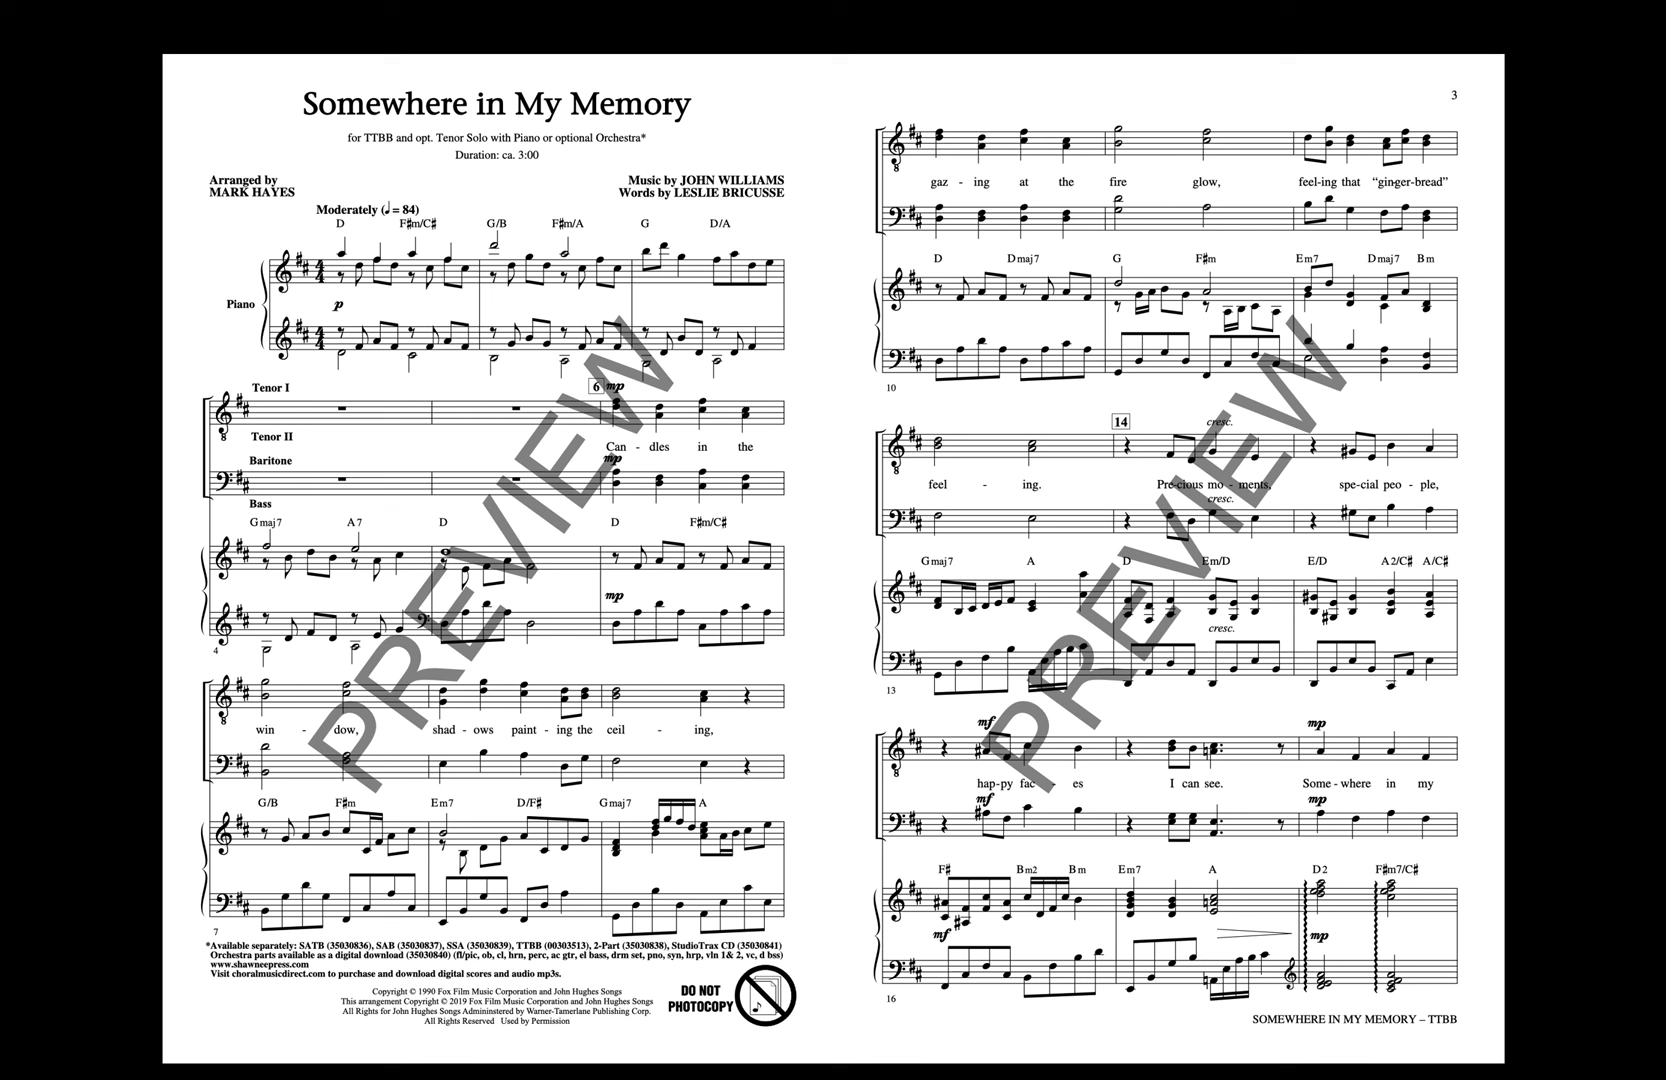 Somewhere in My Memory
for TTBB and opt. Tenor Solo with Piano or optional Orchestra*
Duration: ca. 3:00
Arranged by
MARK HAYES
Music by JOHN WILLIAMS
Words by LESLIE BRICUSSE
Moderately (♩ = 84)
D F♯m/C♯ G/B F♯m/A G D/A
Piano
p
Tenor I
6 mp
Tenor II
Can - dles in the
Baritone
mp
Bass
Gmaj7 A7 D D F♯m/C♯
mp
4
win - dow, shad - ows paint - ing the ceil - ing,
G/B F♯m Em7 D/F♯ Gmaj7 A
7
*Available separately: SATB (35030836), SAB (35030837), SSA (35030839), TTBB (00303513), 2-Part (35030838), StudioTrax CD (35030841)
Orchestra parts available as a digital download (35030840) (fl/pic, ob, cl, hrn, perc, ac gtr, el bass, drm set, pno, syn, hrp, vln 1& 2, vc, d bss)
www.shawneepress.com
Visit choralmusicdirect.com to purchase and download digital scores and audio mp3s.
Copyright © 1990 Fox Film Music Corporation and John Hughes Songs
This arrangement Copyright © 2019 Fox Film Music Corporation and John Hughes Songs
All Rights for John Hughes Songs Admininstered by Warner-Tamerlane Publishing Corp.
All Rights Reserved Used by Permission
DO NOT
PHOTOCOPY
PREVIEW
3
gaz - ing at the fire glow, feel-ing that “ginger-bread”
D Dmaj7 G F♯m Em7 Dmaj7 Bm
10
14
cresc.
feel - ing. Precious mo - ments, spe-cial peo - ple,
cresc.
Gmaj7 A D Em/D E/D A2/C♯ A/C♯
cresc.
13
mf mp
hap-py fac - es I can see. Some - where in my
mf mp
F♯ Bm2 Bm Em7 A D2 F♯m7/C♯
mf mp
16
SOMEWHERE IN MY MEMORY – TTBB
PREVIEW